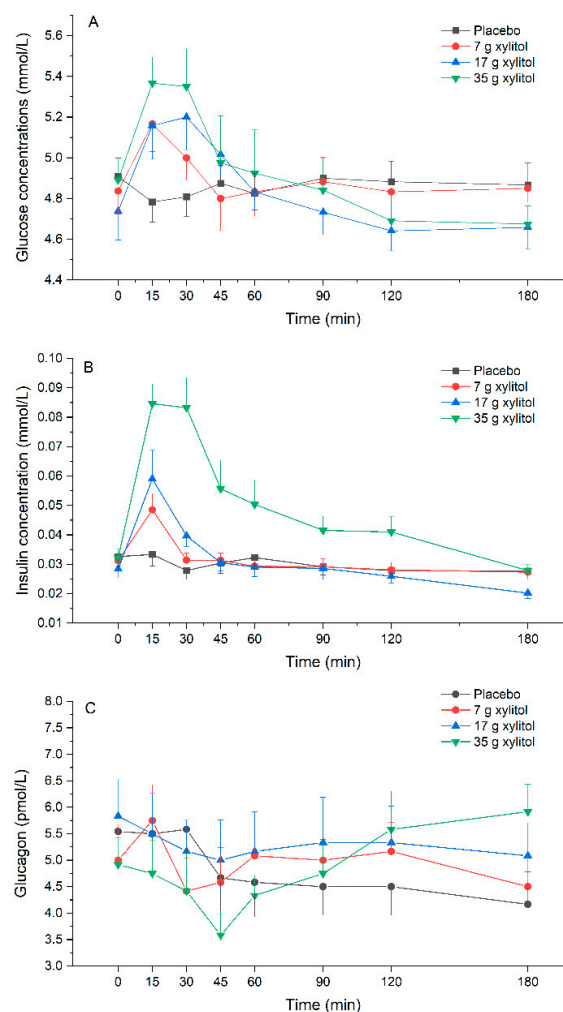 A
Placebo
7 g xylitol
17 g xylitol
35 g xylitol
Glucose concentrations (mmol/L)
5.6
5.4
5.2
5.0
4.8
4.6
4.4
0 15 30 45 60 90 120 180
Time (min)
B
Placebo
7 g xylitol
17 g xylitol
35 g xylitol
Insulin concentration (mmol/L)
0.10
0.09
0.08
0.07
0.06
0.05
0.04
0.03
0.02
0.01
0 15 30 45 60 90 120 180
Time (min)
C
Placebo
7 g xylitol
17 g xylitol
35 g xylitol
Glucagon (pmol/L)
8.0
7.5
7.0
6.5
6.0
5.5
5.0
4.5
4.0
3.5
3.0
0 15 30 45 60 90 120 180
Time (min)